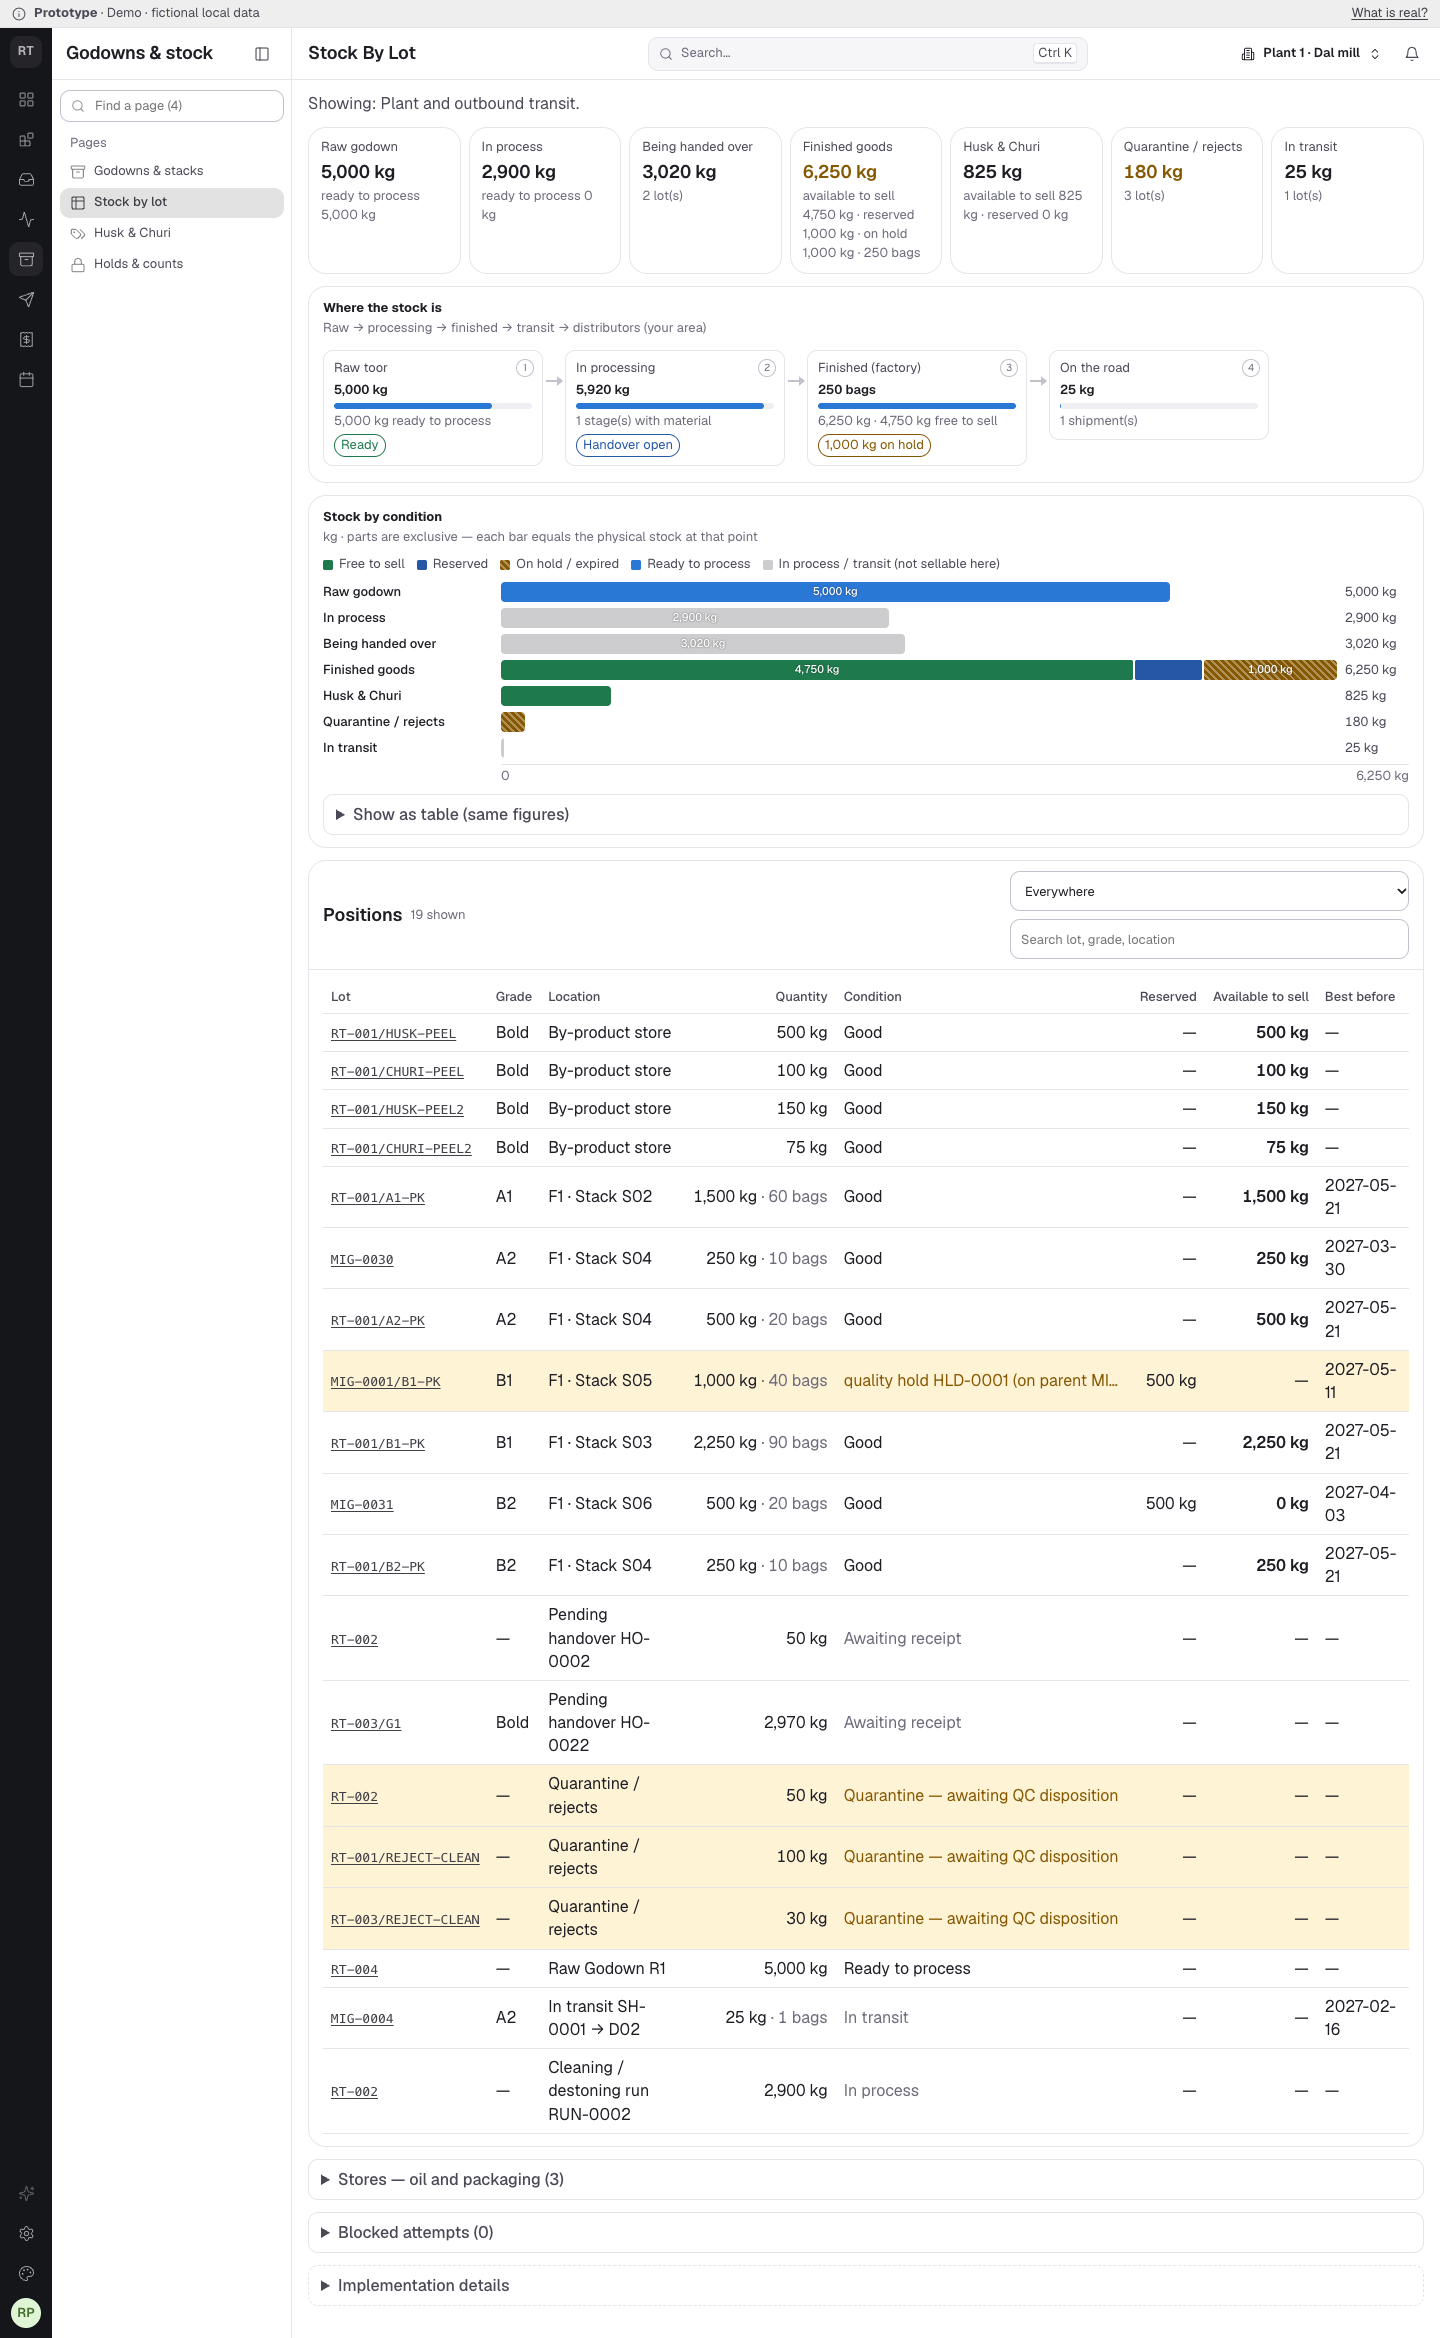 Prototype · Demo · fictional local data
What is real?
RT
Godowns & stock
Stock By Lot
Search...
Ctrl K
Plant 1 · Dal mill
Find a page (4)
Pages
Godowns & stacks
Stock by lot
Husk & Churi
Holds & counts
Showing: Plant and outbound transit.
Raw godown
5,000 kg
ready to process
5,000 kg
In process
2,900 kg
ready to process 0
kg
Being handed over
3,020 kg
2 lot(s)
Finished goods
6,250 kg
available to sell
4,750 kg · reserved
1,000 kg · on hold
1,000 kg · 250 bags
Husk & Churi
825 kg
available to sell 825
kg · reserved 0 kg
Quarantine / rejects
180 kg
3 lot(s)
In transit
25 kg
1 lot(s)
Where the stock is
Raw → processing → finished → transit → distributors (your area)
Raw toor 1
5,000 kg
5,000 kg ready to process
Ready
In processing 2
5,920 kg
1 stage(s) with material
Handover open
Finished (factory) 3
250 bags
6,250 kg · 4,750 kg free to sell
1,000 kg on hold
On the road 4
25 kg
1 shipment(s)
Stock by condition
kg · parts are exclusive — each bar equals the physical stock at that point
Free to sell Reserved On hold / expired Ready to process In process / transit (not sellable here)
Raw godown 5,000 kg 5,000 kg
In process 2,900 kg 2,900 kg
Being handed over 3,020 kg 3,020 kg
Finished goods 4,750 kg 1,000 kg 6,250 kg
Husk & Churi 825 kg
Quarantine / rejects 180 kg
In transit 25 kg
0 6,250 kg
Show as table (same figures)
Positions 19 shown
Everywhere
Search lot, grade, location
Lot Grade Location Quantity Condition Reserved Available to sell Best before
RT-001/HUSK-PEEL Bold By-product store 500 kg Good — 500 kg —
RT-001/CHURI-PEEL Bold By-product store 100 kg Good — 100 kg —
RT-001/HUSK-PEEL2 Bold By-product store 150 kg Good — 150 kg —
RT-001/CHURI-PEEL2 Bold By-product store 75 kg Good — 75 kg —
RT-001/A1-PK A1 F1 · Stack S02 1,500 kg · 60 bags Good — 1,500 kg 2027-05-
21
MIG-0030 A2 F1 · Stack S04 250 kg · 10 bags Good — 250 kg 2027-03-
30
RT-001/A2-PK A2 F1 · Stack S04 500 kg · 20 bags Good — 500 kg 2027-05-
21
MIG-0001/B1-PK B1 F1 · Stack S05 1,000 kg · 40 bags quality hold HLD-0001 (on parent MI... 500 kg — 2027-05-
11
RT-001/B1-PK B1 F1 · Stack S03 2,250 kg · 90 bags Good — 2,250 kg 2027-05-
21
MIG-0031 B2 F1 · Stack S06 500 kg · 20 bags Good 500 kg 0 kg 2027-04-
03
RT-001/B2-PK B2 F1 · Stack S04 250 kg · 10 bags Good — 250 kg 2027-05-
21
Pending
handover HO-
0002
RT-002 — 50 kg Awaiting receipt — — —
Pending
handover HO-
0022
RT-003/G1 Bold 2,970 kg Awaiting receipt — — —
Quarantine /
rejects
RT-002 — 50 kg Quarantine — awaiting QC disposition — — —
Quarantine /
rejects
RT-001/REJECT-CLEAN — 100 kg Quarantine — awaiting QC disposition — — —
Quarantine /
rejects
RT-003/REJECT-CLEAN — 30 kg Quarantine — awaiting QC disposition — — —
RT-004 — Raw Godown R1 5,000 kg Ready to process — — —
MIG-0004 A2 In transit SH-
0001 → D02 25 kg · 1 bags In transit — — 2027-02-
16
Cleaning /
destoning run
RUN-0002
RT-002 — 2,900 kg In process — — —
Stores — oil and packaging (3)
Blocked attempts (0)
Implementation details
RP